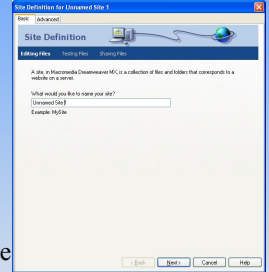 Site Definition for Unnamed Site 1
Basic Advanced
Site Definition
Editing Files Testing Files Sharing Files
A site, in Macromedia Dreamweaver MX, is a collection of files and folders that corresponds to a
website on a server.
What would you like to name your site?
Unnamed Site 1
Example: MySite
e
< Back Next > Cancel Help